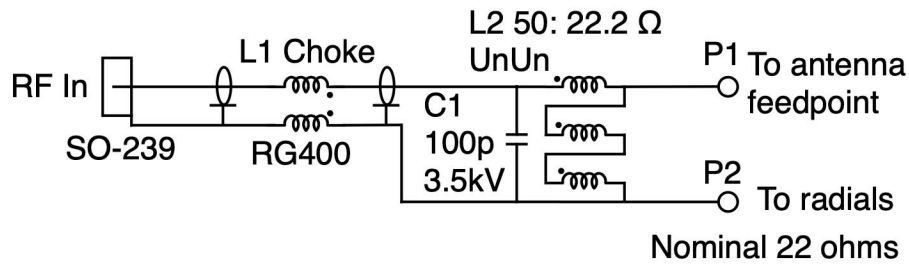 L2 50: 22.2 Ω
UnUn
L1 Choke
RF In
SO-239
RG400
C1
100p
3.5kV
P1
To antenna
feedpoint
P2
To radials
Nominal 22 ohms